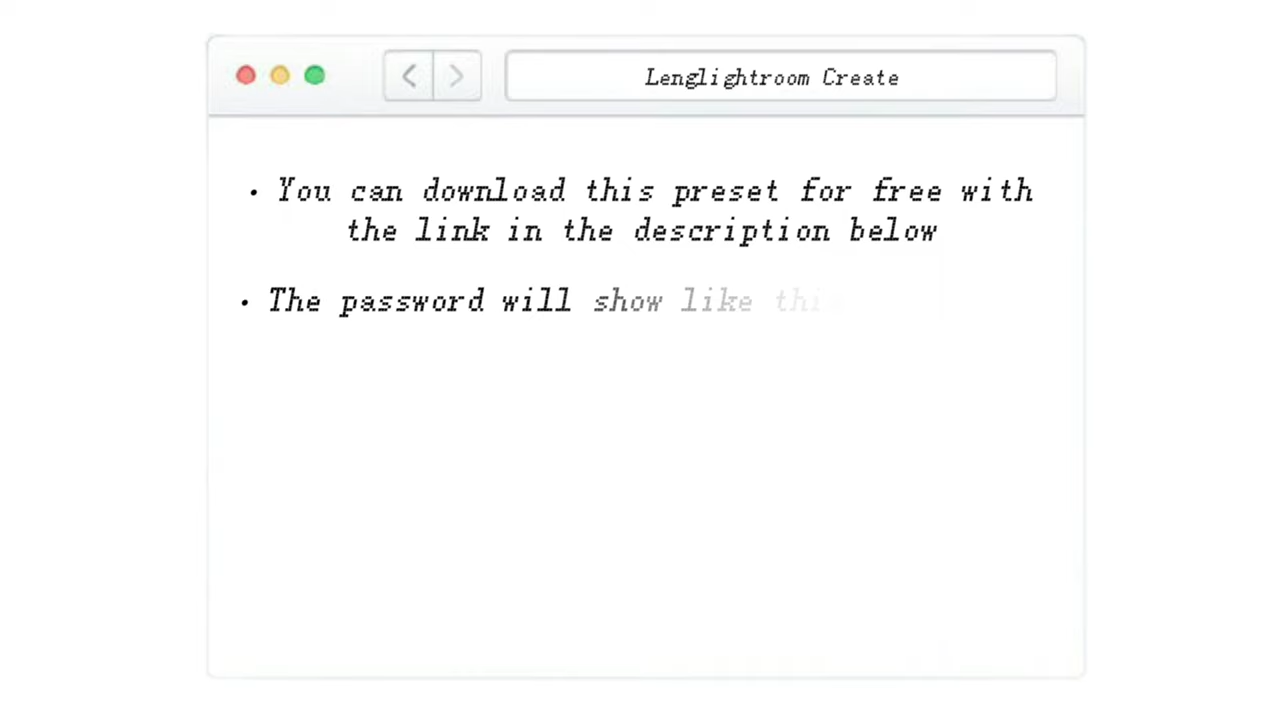 Lenglightroom Create
• You can download this preset for free with
the link in the description below
• The password will show like this